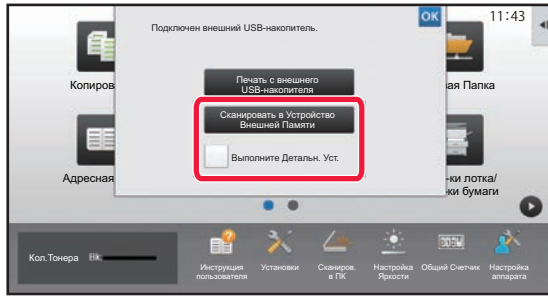 OK
11:43
Подключен внешний USB-накопитель.
Печать с внешнего
USB-накопителя
Сканировать в Устройство
Внешней Памяти
Выполните Детальн. Уст.
Копиров
ая Папка
Адресная
-ки лотка/
ки бумаги
Кол.Тонера
Bk
Инструкция
пользователя
Установки
Сканиров.
в ПК
Настройка
Яркости
Общий Счетчик
Настройка
аппарата